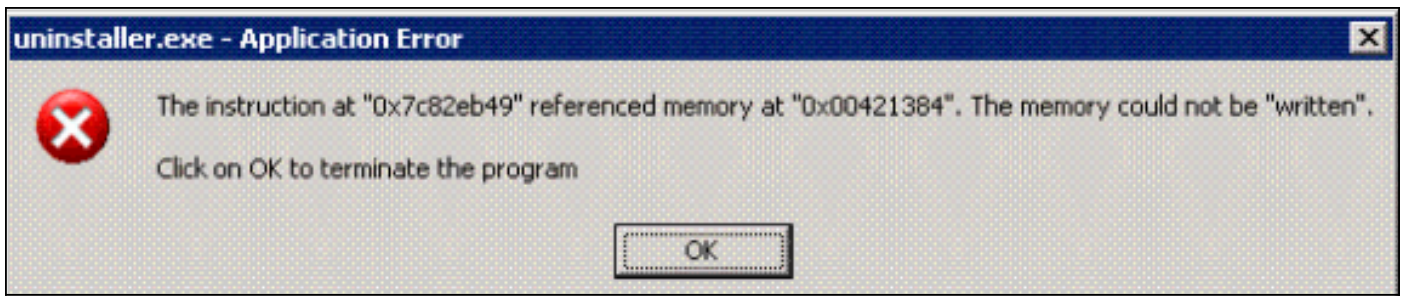 uninstaller.exe - Application Error
The instruction at "0x7c82eb49" referenced memory at "0x00421384". The memory could not be "written".
Click on OK to terminate the program
OK